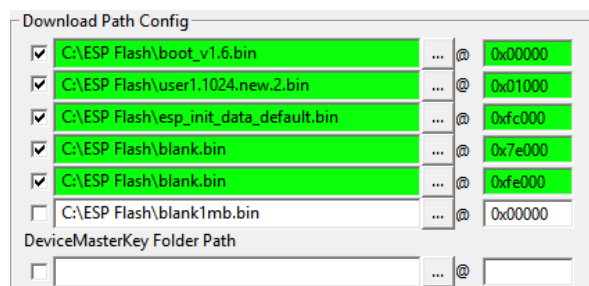 Download Path Config
C:\ESP Flash\boot_v1.6.bin ... @ 0x00000
C:\ESP Flash\user1.1024.new.2.bin ... @ 0x01000
C:\ESP Flash\esp_init_data_default.bin ... @ 0xfc000
C:\ESP Flash\blank.bin ... @ 0x7e000
C:\ESP Flash\blank.bin ... @ 0xfe000
C:\ESP Flash\blank1mb.bin ... @ 0x00000
DeviceMasterKey Folder Path
... @